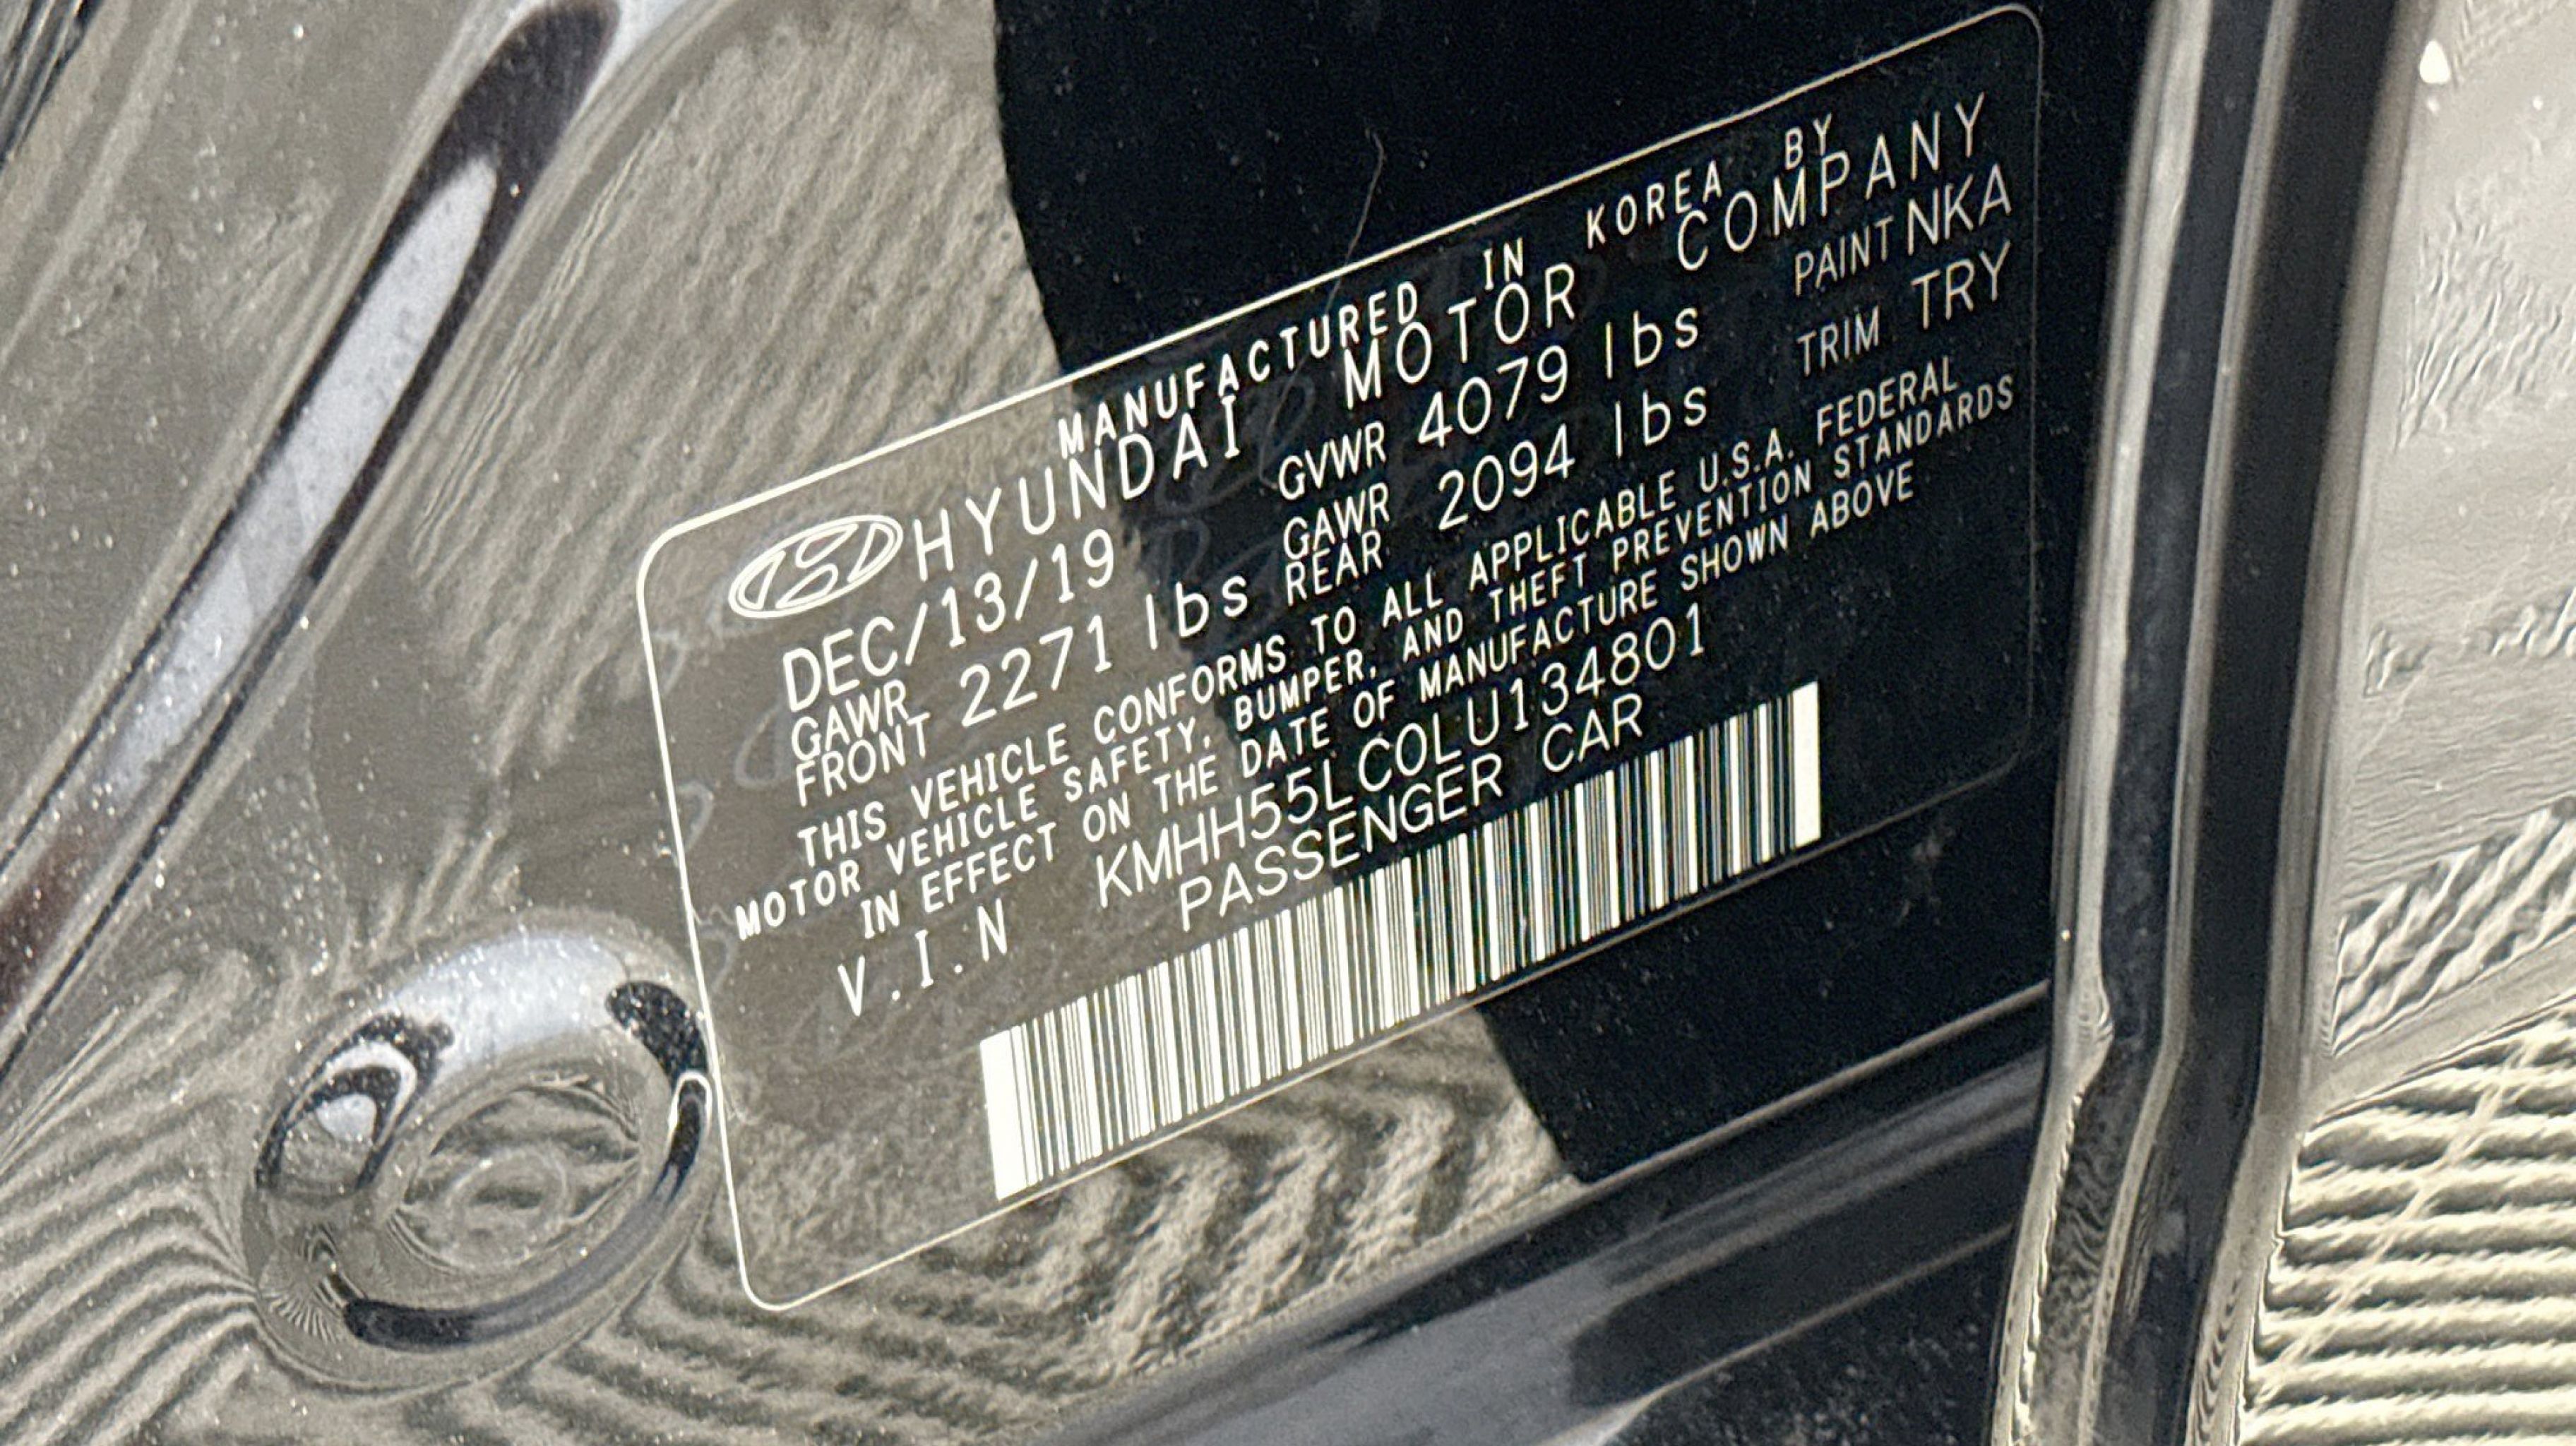 MANUFACTURED IN KOREA BY
HYUNDAI MOTOR COMPANY
DEC/13/19 GVWR 4079 lbs PAINT NKA
GAWR FRONT 2271 lbs GAWR REAR 2094 lbs TRIM TRY
THIS VEHICLE CONFORMS TO ALL APPLICABLE U.S.A. FEDERAL
MOTOR VEHICLE SAFETY, BUMPER, AND THEFT PREVENTION STANDARDS
IN EFFECT ON THE DATE OF MANUFACTURE SHOWN ABOVE
V.I.N KMHH55LC0LU134801
PASSENGER CAR